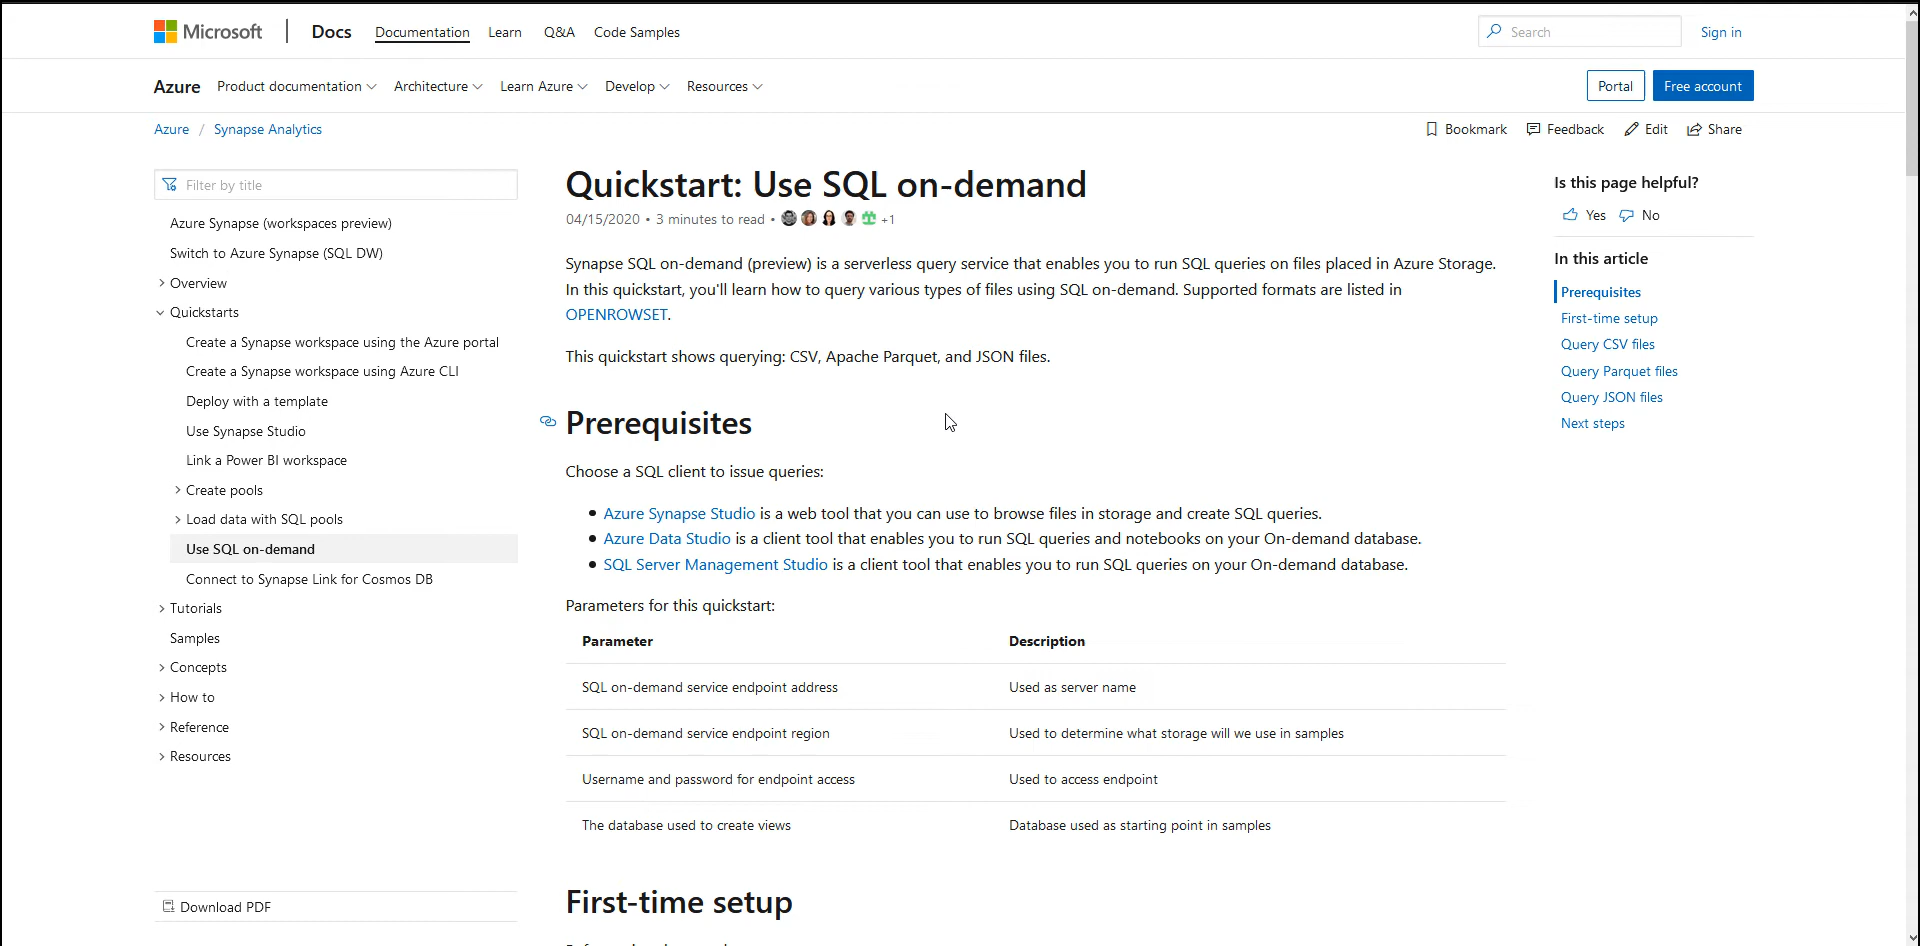 Microsoft Docs Documentation Learn Q&A Code Samples Search Sign in
Azure Product documentation Architecture Learn Azure Develop Resources Portal Free account
Azure / Synapse Analytics Bookmark Feedback Edit Share
Filter by title
Azure Synapse (workspaces preview)
Switch to Azure Synapse (SQL DW)
Overview
Quickstarts
Create a Synapse workspace using the Azure portal
Create a Synapse workspace using Azure CLI
Deploy with a template
Use Synapse Studio
Link a Power BI workspace
Create pools
Load data with SQL pools
Use SQL on-demand
Connect to Synapse Link for Cosmos DB
Tutorials
Samples
Concepts
How to
Reference
Resources
Download PDF
Quickstart: Use SQL on-demand
04/15/2020 • 3 minutes to read • +1
Synapse SQL on-demand (preview) is a serverless query service that enables you to run SQL queries on files placed in Azure Storage.
In this quickstart, you'll learn how to query various types of files using SQL on-demand. Supported formats are listed in
OPENROWSET.
This quickstart shows querying: CSV, Apache Parquet, and JSON files.
Prerequisites
Choose a SQL client to issue queries:
• Azure Synapse Studio is a web tool that you can use to browse files in storage and create SQL queries.
• Azure Data Studio is a client tool that enables you to run SQL queries and notebooks on your On-demand database.
• SQL Server Management Studio is a client tool that enables you to run SQL queries on your On-demand database.
Parameters for this quickstart:
Parameter Description
SQL on-demand service endpoint address Used as server name
SQL on-demand service endpoint region Used to determine what storage will we use in samples
Username and password for endpoint access Used to access endpoint
The database used to create views Database used as starting point in samples
First-time setup
Is this page helpful?
Yes No
In this article
Prerequisites
First-time setup
Query CSV files
Query Parquet files
Query JSON files
Next steps